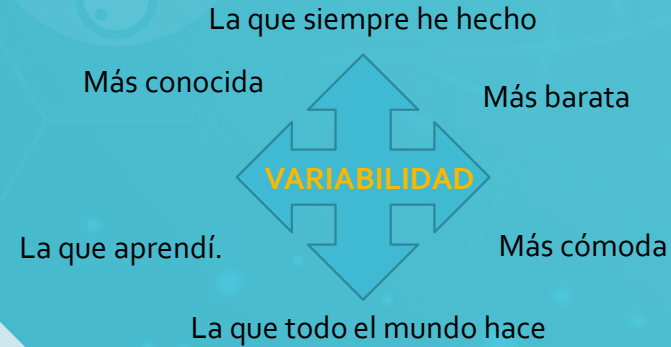 La que siempre he hecho
Más conocida
Más barata
VARIABILIDAD
La que aprendí.
Más cómoda
La que todo el mundo hace